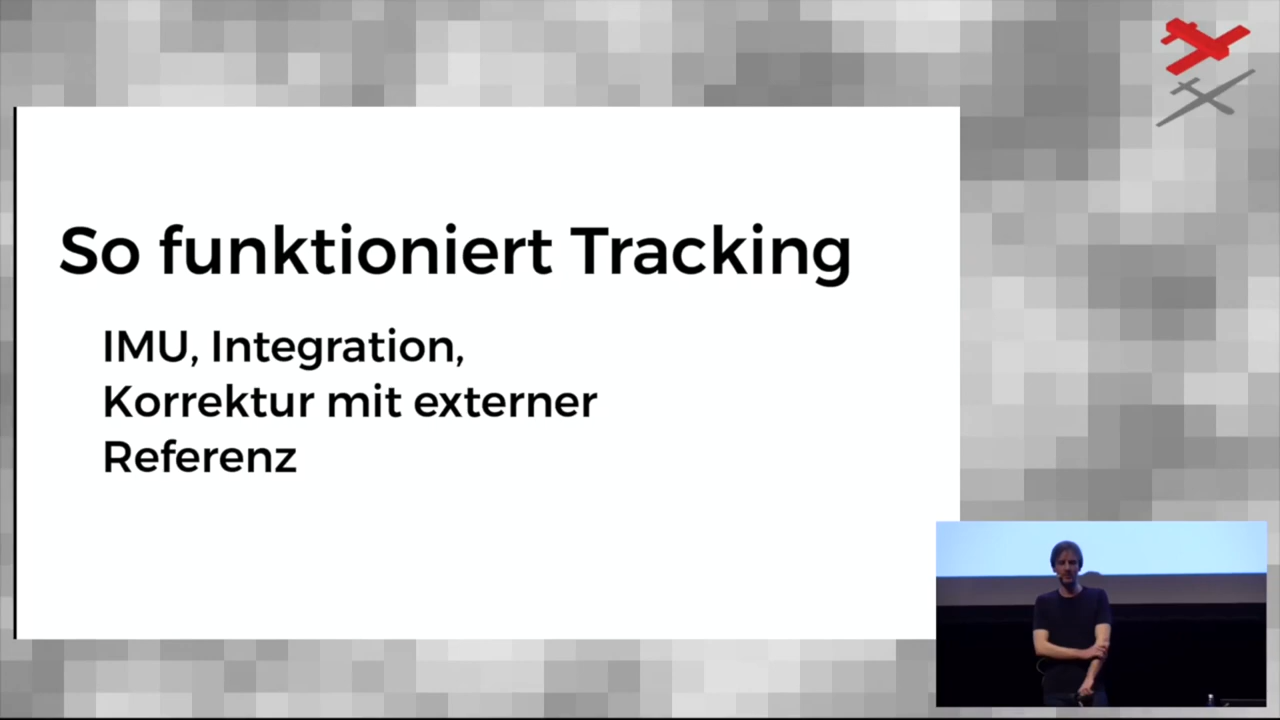 So funktioniert Tracking
IMU, Integration,
Korrektur mit externer
Referenz